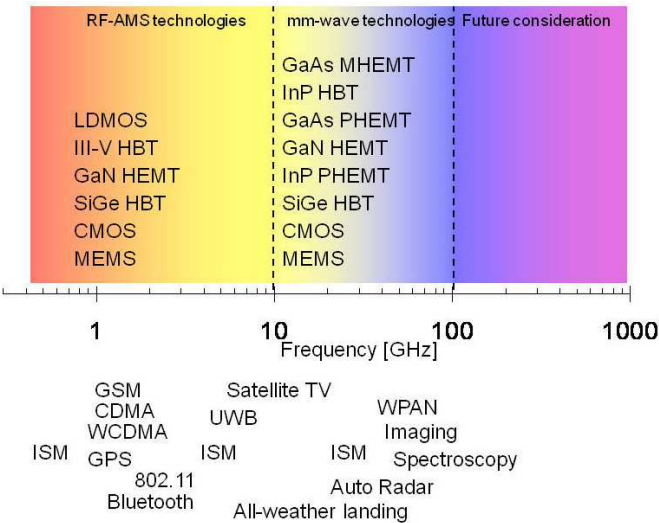 RF-AMS technologies
mm-wave technologies
Future consideration
LDMOS
III-V HBT
GaN HEMT
SiGe HBT
CMOS
MEMS
GaAs MHEMT
InP HBT
GaAs PHEMT
GaN HEMT
InP PHEMT
SiGe HBT
CMOS
MEMS
1
10
100
1000
Frequency [GHz]
GSM
CDMA
WCDMA
ISM
GPS
802.11
Bluetooth
Satellite TV
UWB
ISM
All-weather landing
WPAN
Imaging
ISM
Spectroscopy
Auto Radar